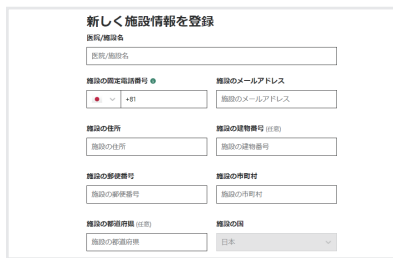 新しく施設情報を登録
医院/施設名
医院/施設名
施設の固定電話番号 施設のメールアドレス
+81 施設のメールアドレス
施設の住所 施設の建物番号 (任意)
施設の住所 施設の建物番号
施設の郵便番号 施設の市町村
施設の郵便番号 施設の市町村
施設の都道府県 (任意) 施設の国
施設の都道府県 日本